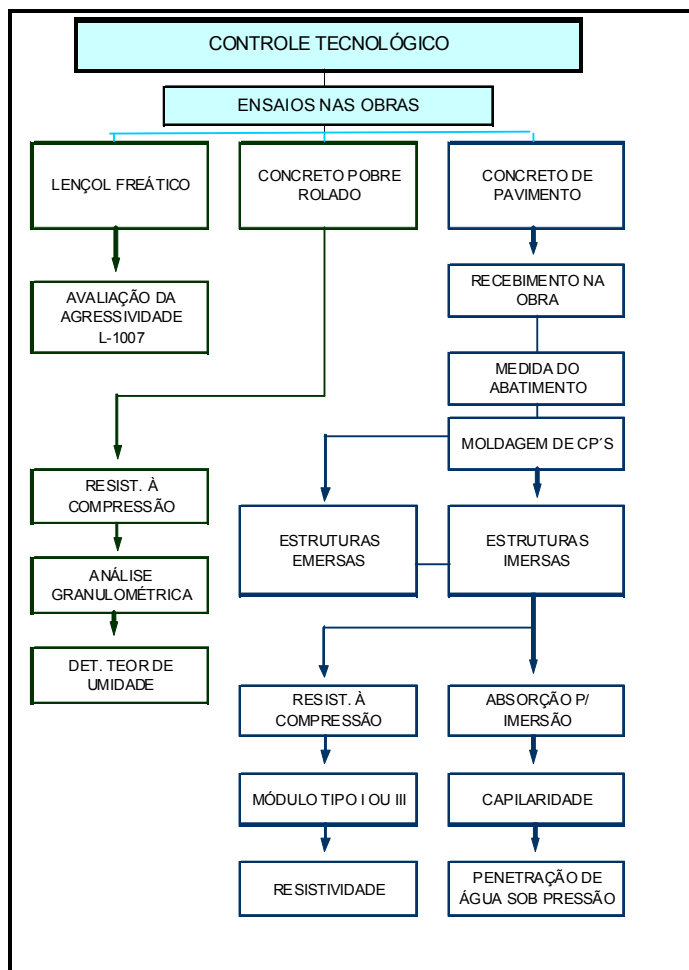 CONTROLE TECNOLÓGICO
ENSAIOS NAS OBRAS
LENÇOL FREÁTICO
CONCRETO POBRE
ROLADO
CONCRETO DE
PAVIMENTO
AVALIAÇÃO DA
AGRESSIVIDADE
L-1007
RECEBIMENTO NA
OBRA
MEDIDA DO
ABATIMENTO
MOLDAGEM DE CP´S
RESIST. À
COMPRESSÃO
ESTRUTURAS
EMERSAS
ESTRUTURAS
IMERSAS
ANÁLISE
GRANULOMÉTRICA
DET. TEOR DE
UMIDADE
RESIST. À
COMPRESSÃO
ABSORÇÃO P/
IMERSÃO
MÓDULO TIPO I OU III
CAPILARIDADE
RESISTIVIDADE
PENETRAÇÃO DE
ÁGUA SOB PRESSÃO